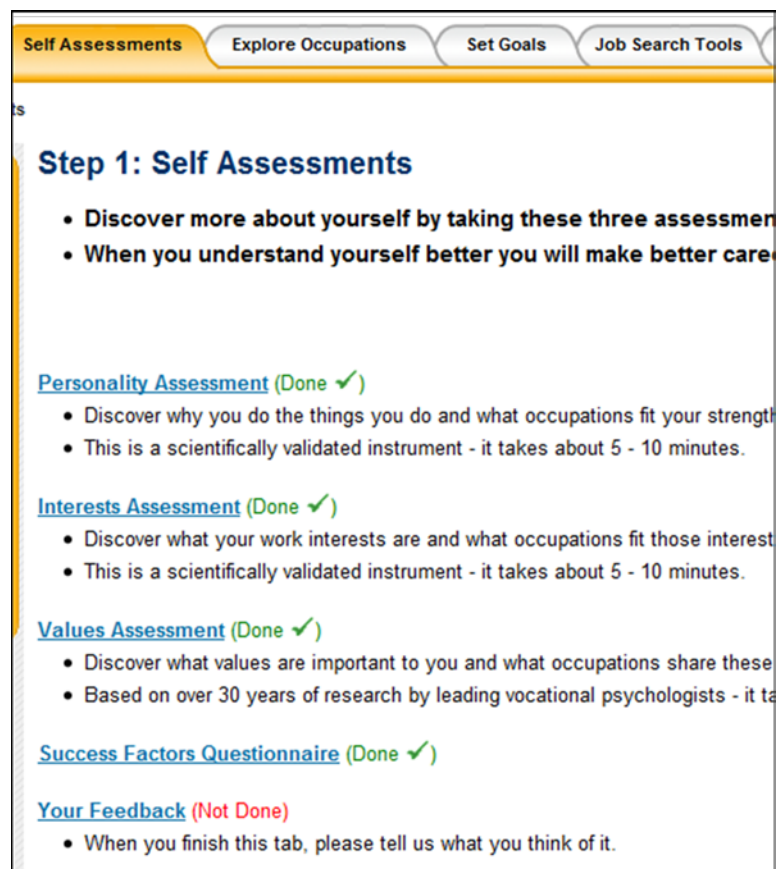 Self Assessments Explore Occupations Set Goals Job Search Tools
ts
Step 1: Self Assessments
• Discover more about yourself by taking these three assessmen
• When you understand yourself better you will make better care
Personality Assessment (Done ✓)
• Discover why you do the things you do and what occupations fit your strength
• This is a scientifically validated instrument - it takes about 5 - 10 minutes.
Interests Assessment (Done ✓)
• Discover what your work interests are and what occupations fit those interest
• This is a scientifically validated instrument - it takes about 5 - 10 minutes.
Values Assessment (Done ✓)
• Discover what values are important to you and what occupations share these
• Based on over 30 years of research by leading vocational psychologists - it ta
Success Factors Questionnaire (Done ✓)
Your Feedback (Not Done)
• When you finish this tab, please tell us what you think of it.